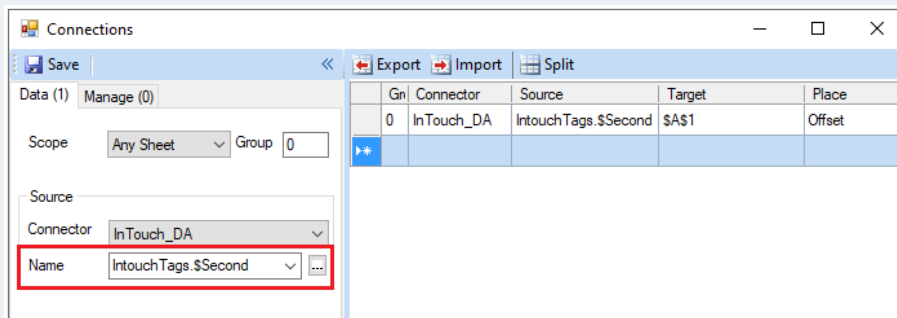 Connections
Save
Export Import Split
Data (1) Manage (0)
Gr Connector Source Target Place
0 InTouch_DA IntouchTags.$Second $A$1 Offset
Scope Any Sheet Group 0
Source
Connector InTouch_DA
Name IntouchTags.$Second ...